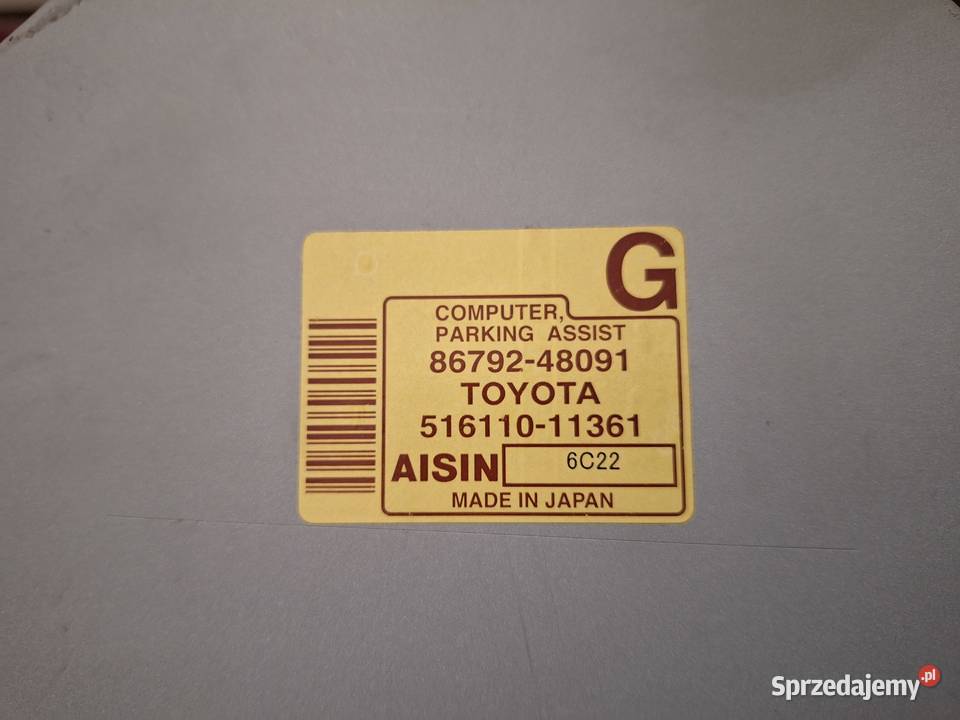 G
COMPUTER,
PARKING ASSIST
86792-48091
TOYOTA
516110-11361
AISIN 6C22
MADE IN JAPAN
Sprzedajemy.pl